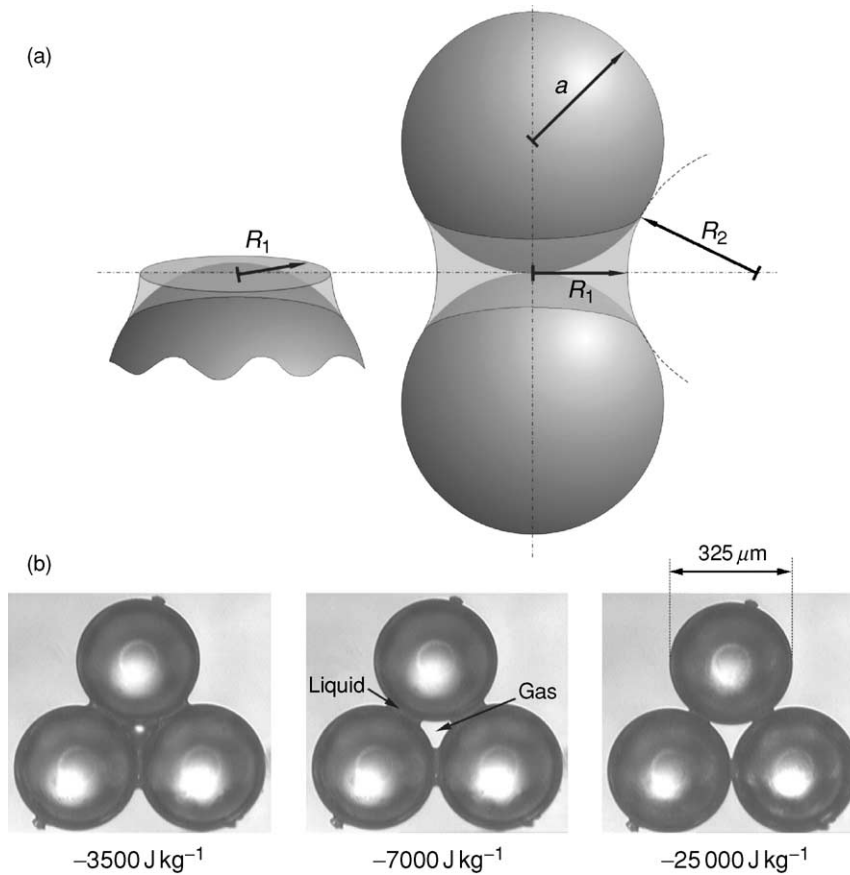 (a)
a
R₁
R₂
R₁
(b)
325 μm
Liquid
Gas
–3500 J kg⁻¹
–7000 J kg⁻¹
–25 000 J kg⁻¹